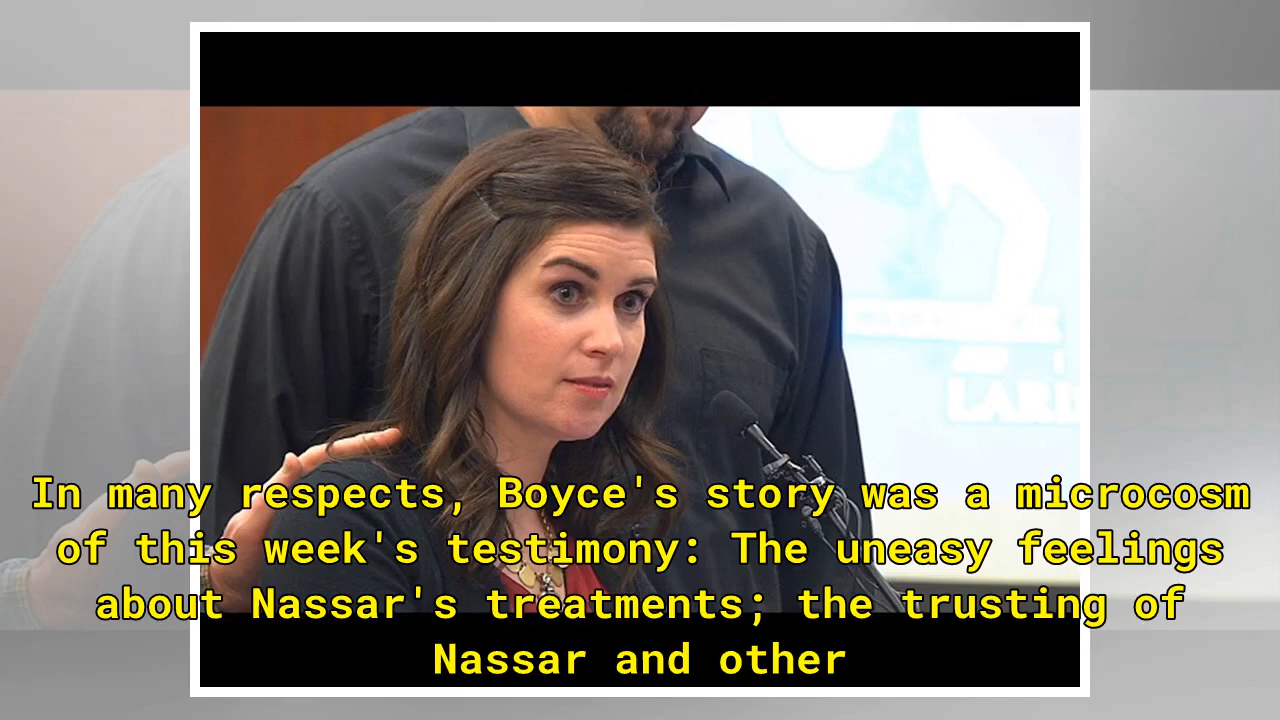 In many respects, Boyce's story was a microcosm
of this week's testimony: The uneasy feelings
about Nassar's treatments; the trusting of
Nassar and other